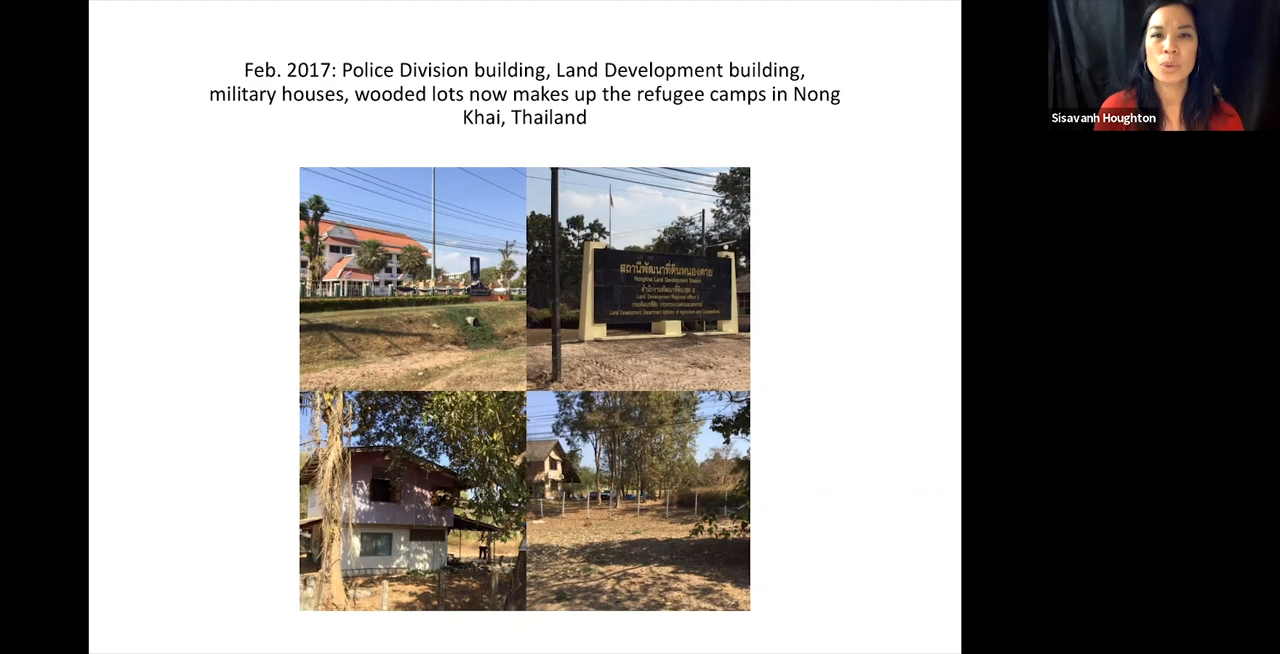 Feb. 2017: Police Division building, Land Development building,
military houses, wooded lots now makes up the refugee camps in Nong
Khai, Thailand
Sisavanh Houghton
สถานีพัฒนาที่ดินหนองคาย
Nongkhai Land Development Station
สำนักงานพัฒนาที่ดินเขต ๕
Land Development Regional office 5
กรมพัฒนาที่ดิน กระทรวงเกษตรและสหกรณ์
Land Development Department Ministry of Agriculture and Cooperatives